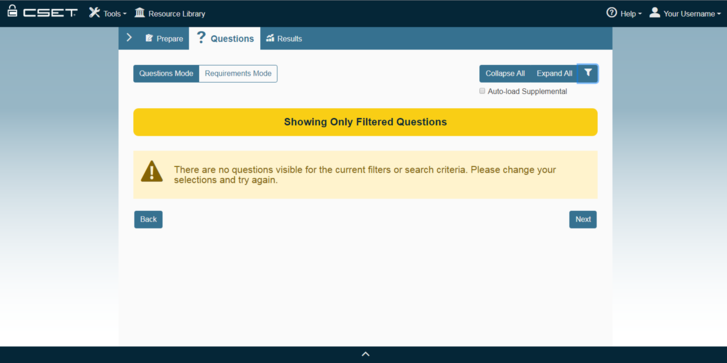 CSET Tools Resource Library Help Your Username
Prepare ? Questions Results
Questions Mode Requirements Mode Collapse All Expand All
Auto-load Supplemental
Showing Only Filtered Questions
There are no questions visible for the current filters or search criteria. Please change your
selections and try again.
Back Next